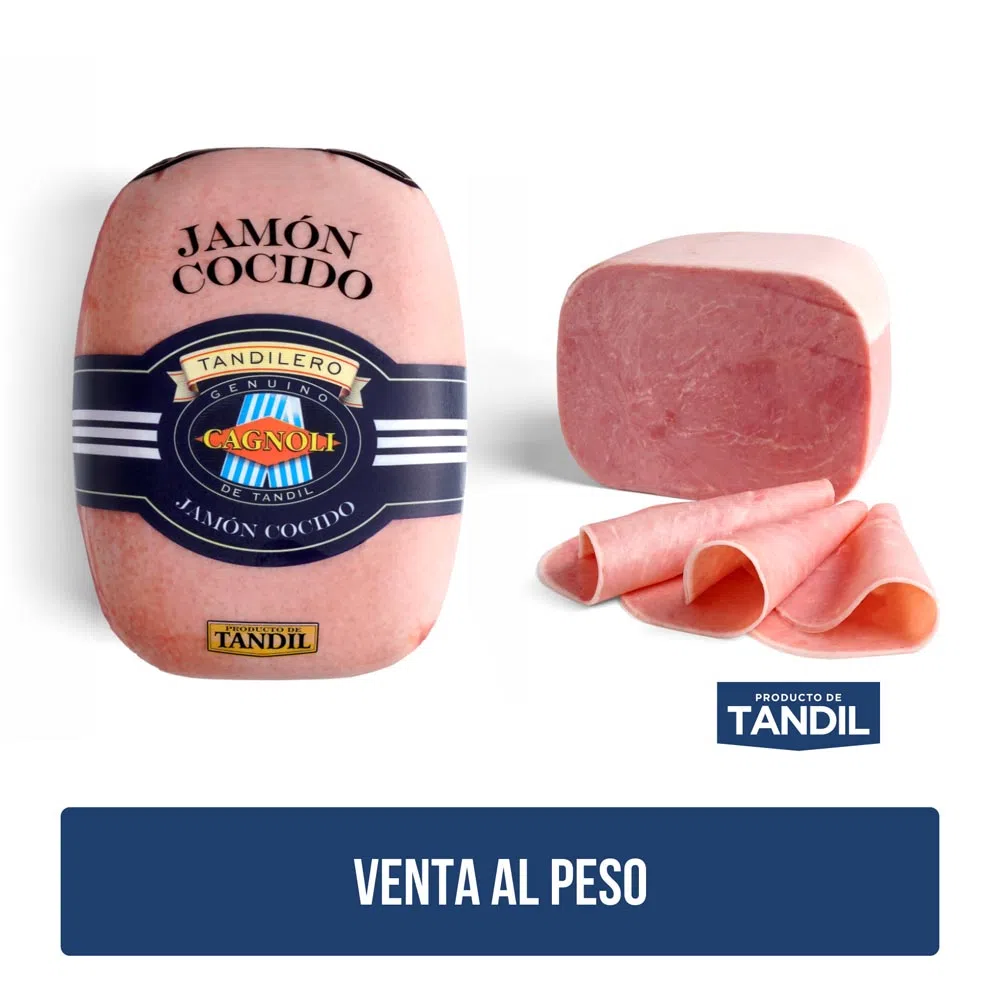 JAMÓN
COCIDO
TANDILERO
GENUINO
CAGNOLI
DE TANDIL
JAMÓN COCIDO
PRODUCTO DE
TANDIL
PRODUCTO DE
TANDIL
VENTA AL PESO